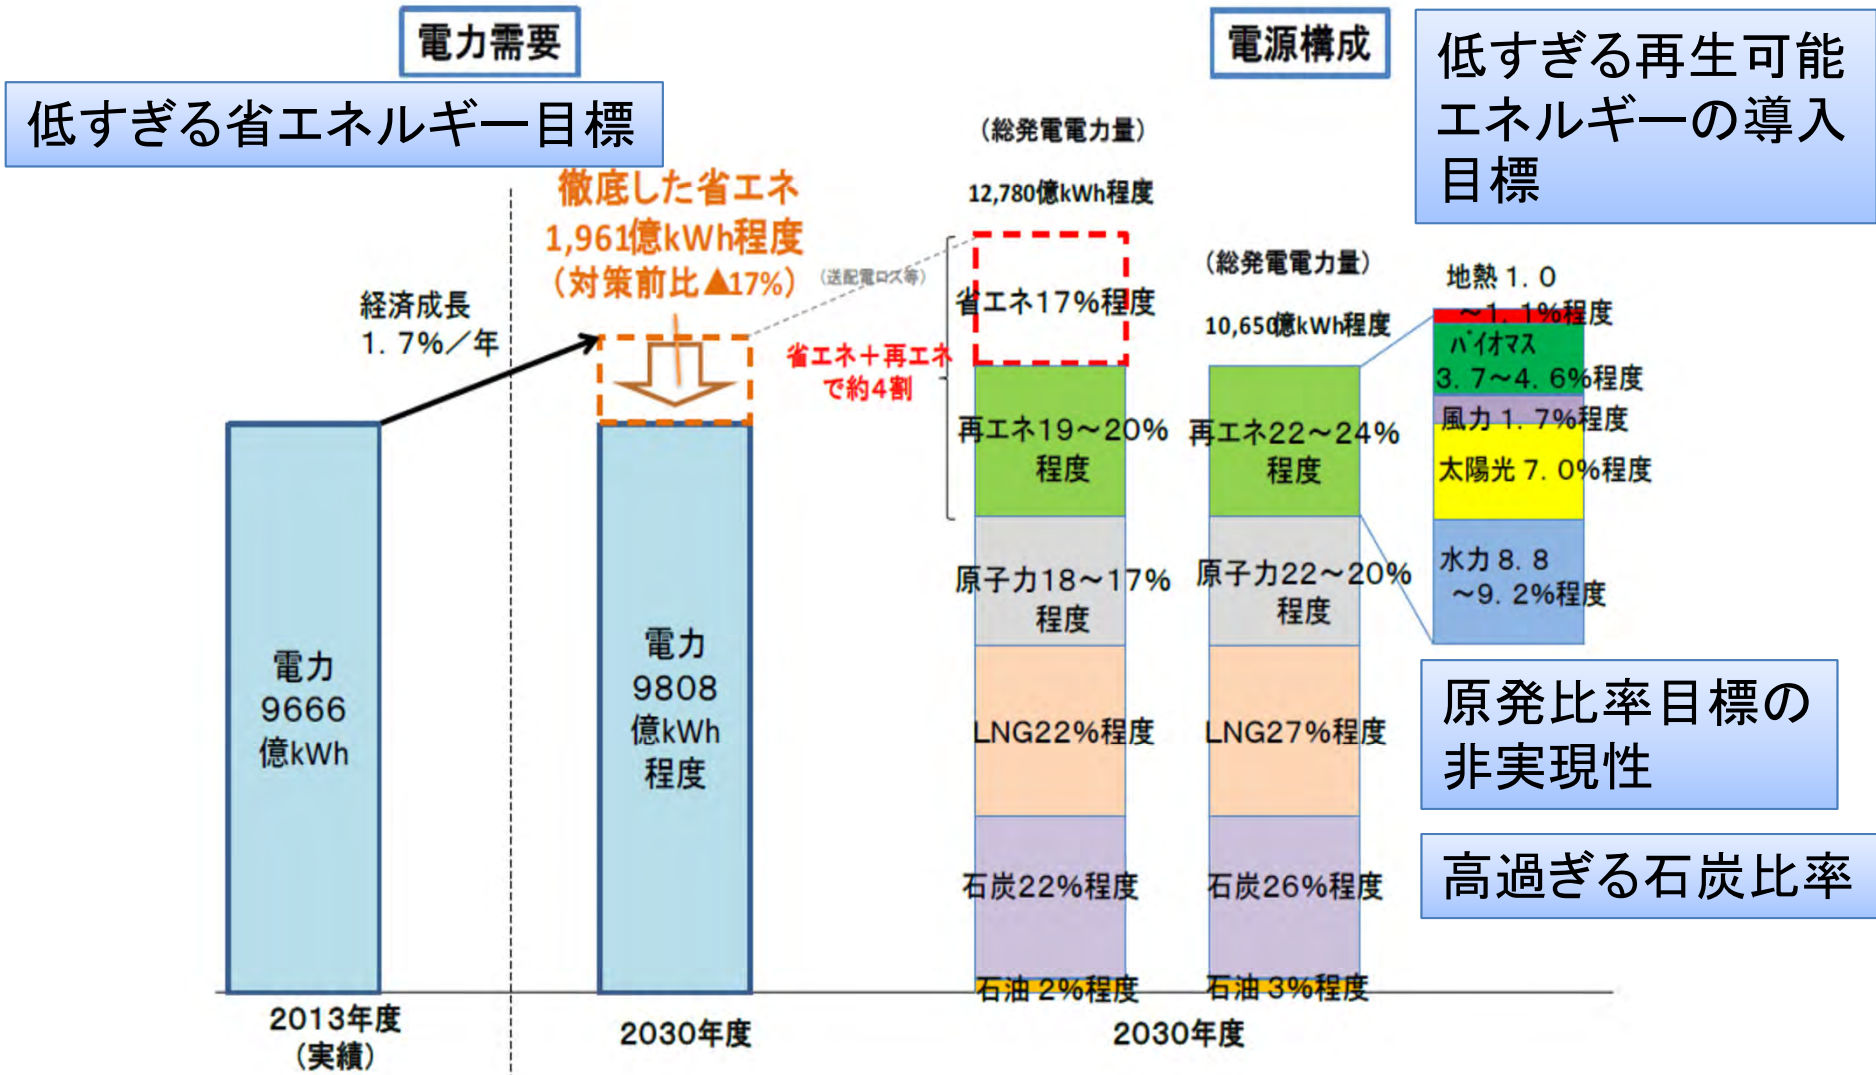 電力需要
低すぎる省エネルギー目標
徹底した省エネ
1,961億kWh程度
(対策前比▲17%)
経済成長
1.7%/年
電力
9666
億kWh
2013年度
(実績)
電力
9808
億kWh
程度
2030年度
電源構成
(総発電電力量)
12,780億kWh程度
(送配電ロス等)
省エネ17%程度
省エネ+再エネ
で約4割
再エネ19~20%
程度
原子力18~17%
程度
LNG22%程度
石炭22%程度
石油2%程度
(総発電電力量)
10,650億kWh程度
再エネ22~24%
程度
原子力22~20%
程度
LNG27%程度
石炭26%程度
石油3%程度
2030年度
低すぎる再生可能
エネルギーの導入
目標
地熱1.0
~1.1%程度
バイオマス
3.7~4.6%程度
風力1.7%程度
太陽光7.0%程度
水力8.8
~9.2%程度
原発比率目標の
非実現性
高過ぎる石炭比率